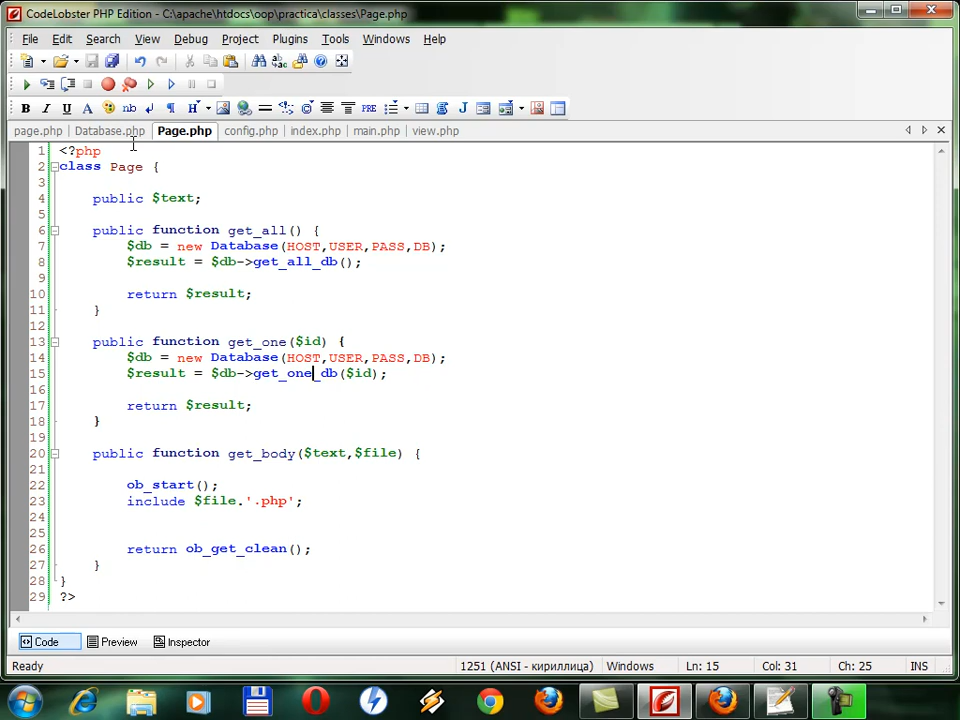 CodeLobster PHP Edition - C:\apache\htdocs\oop\practica\classes\Page.php
File Edit Search View Debug Project Plugins Tools Windows Help
B I U A nb ¶ H PRE J
page.php Database.php Page.php config.php index.php main.php view.php
1 <?php
2 class Page {
3
4 public $text;
5
6 public function get_all() {
7 $db = new Database(HOST,USER,PASS,DB);
8 $result = $db->get_all_db();
9
10 return $result;
11 }
12
13 public function get_one($id) {
14 $db = new Database(HOST,USER,PASS,DB);
15 $result = $db->get_one_db($id);
16
17 return $result;
18 }
19
20 public function get_body($text,$file) {
21
22 ob_start();
23 include $file.'.php';
24
25
26 return ob_get_clean();
27 }
28 }
29 ?>
Code Preview Inspector
Ready 1251 (ANSI - кириллица) Windows Ln: 15 Col: 31 Ch: 25 INS